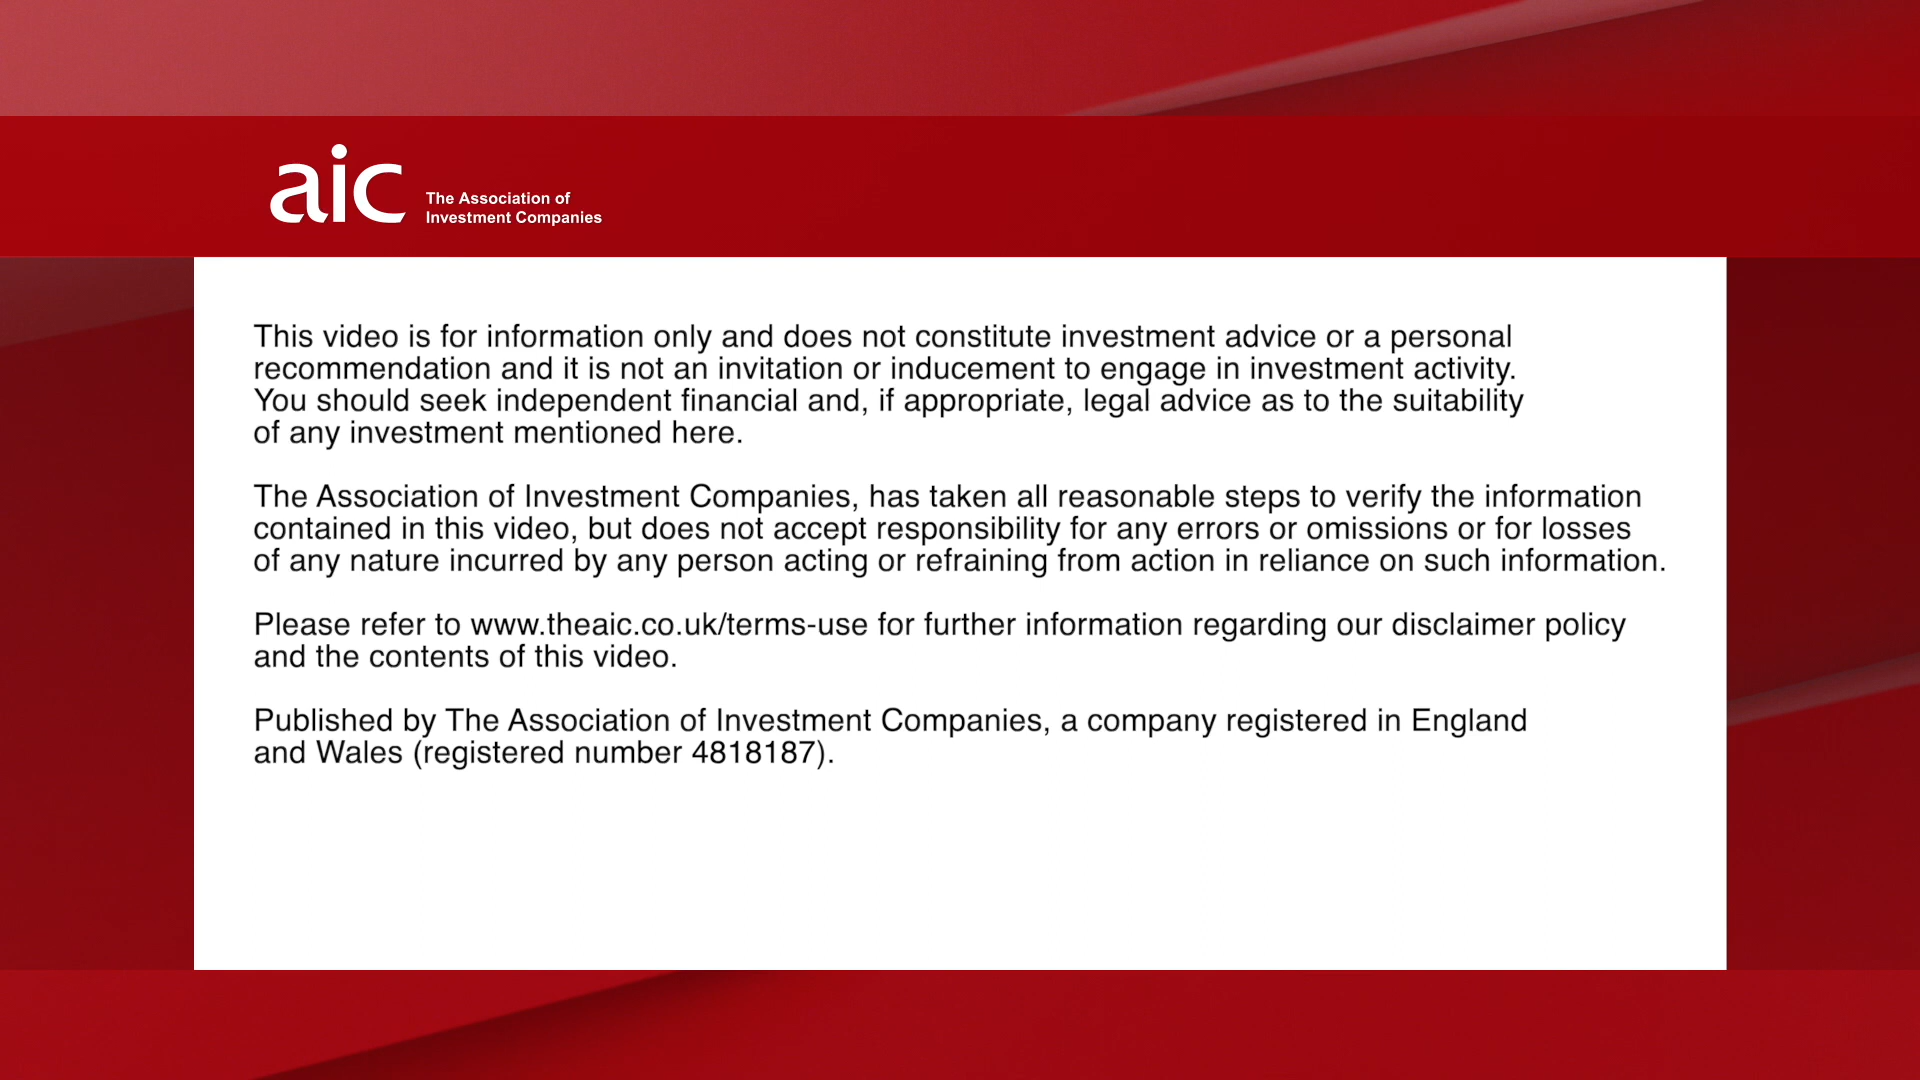 aic
The Association of
Investment Companies
This video is for information only and does not constitute investment advice or a personal
recommendation and it is not an invitation or inducement to engage in investment activity.
You should seek independent financial and, if appropriate, legal advice as to the suitability
of any investment mentioned here.
The Association of Investment Companies, has taken all reasonable steps to verify the information
contained in this video, but does not accept responsibility for any errors or omissions or for losses
of any nature incurred by any person acting or refraining from action in reliance on such information.
Please refer to www.theaic.co.uk/terms-use for further information regarding our disclaimer policy
and the contents of this video.
Published by The Association of Investment Companies, a company registered in England
and Wales (registered number 4818187).